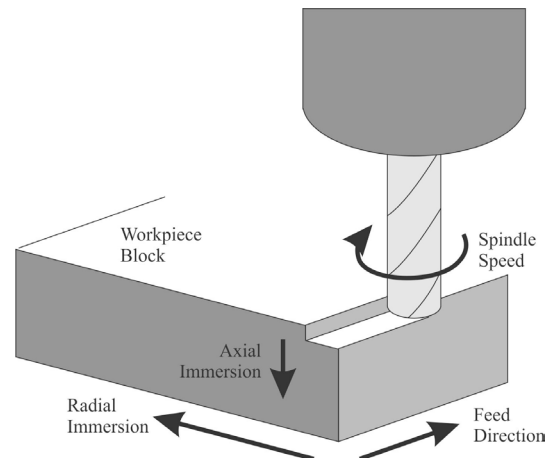 Workpiece
Block
Spindle
Speed
Axial
Immersion
Radial
Immersion
Feed
Direction